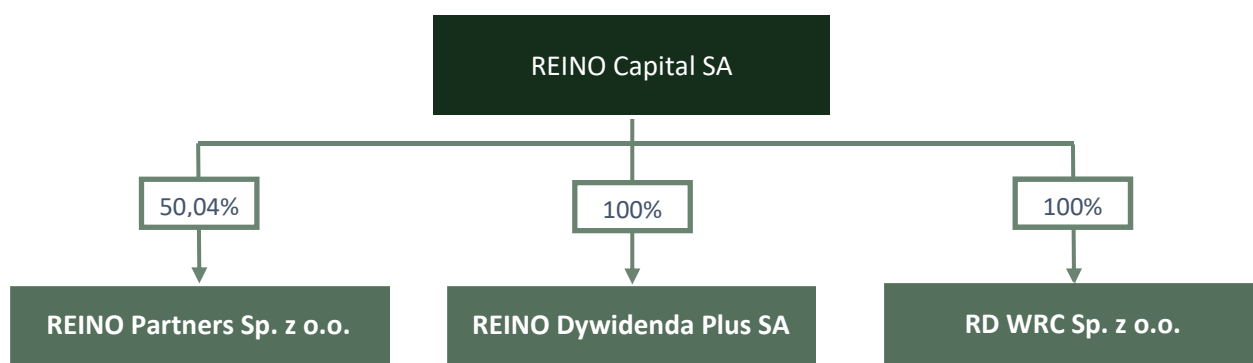 REINO Capital SA
50,04%
100%
100%
REINO Partners Sp. z o.o.
REINO Dywidenda Plus SA
RD WRC Sp. z o.o.